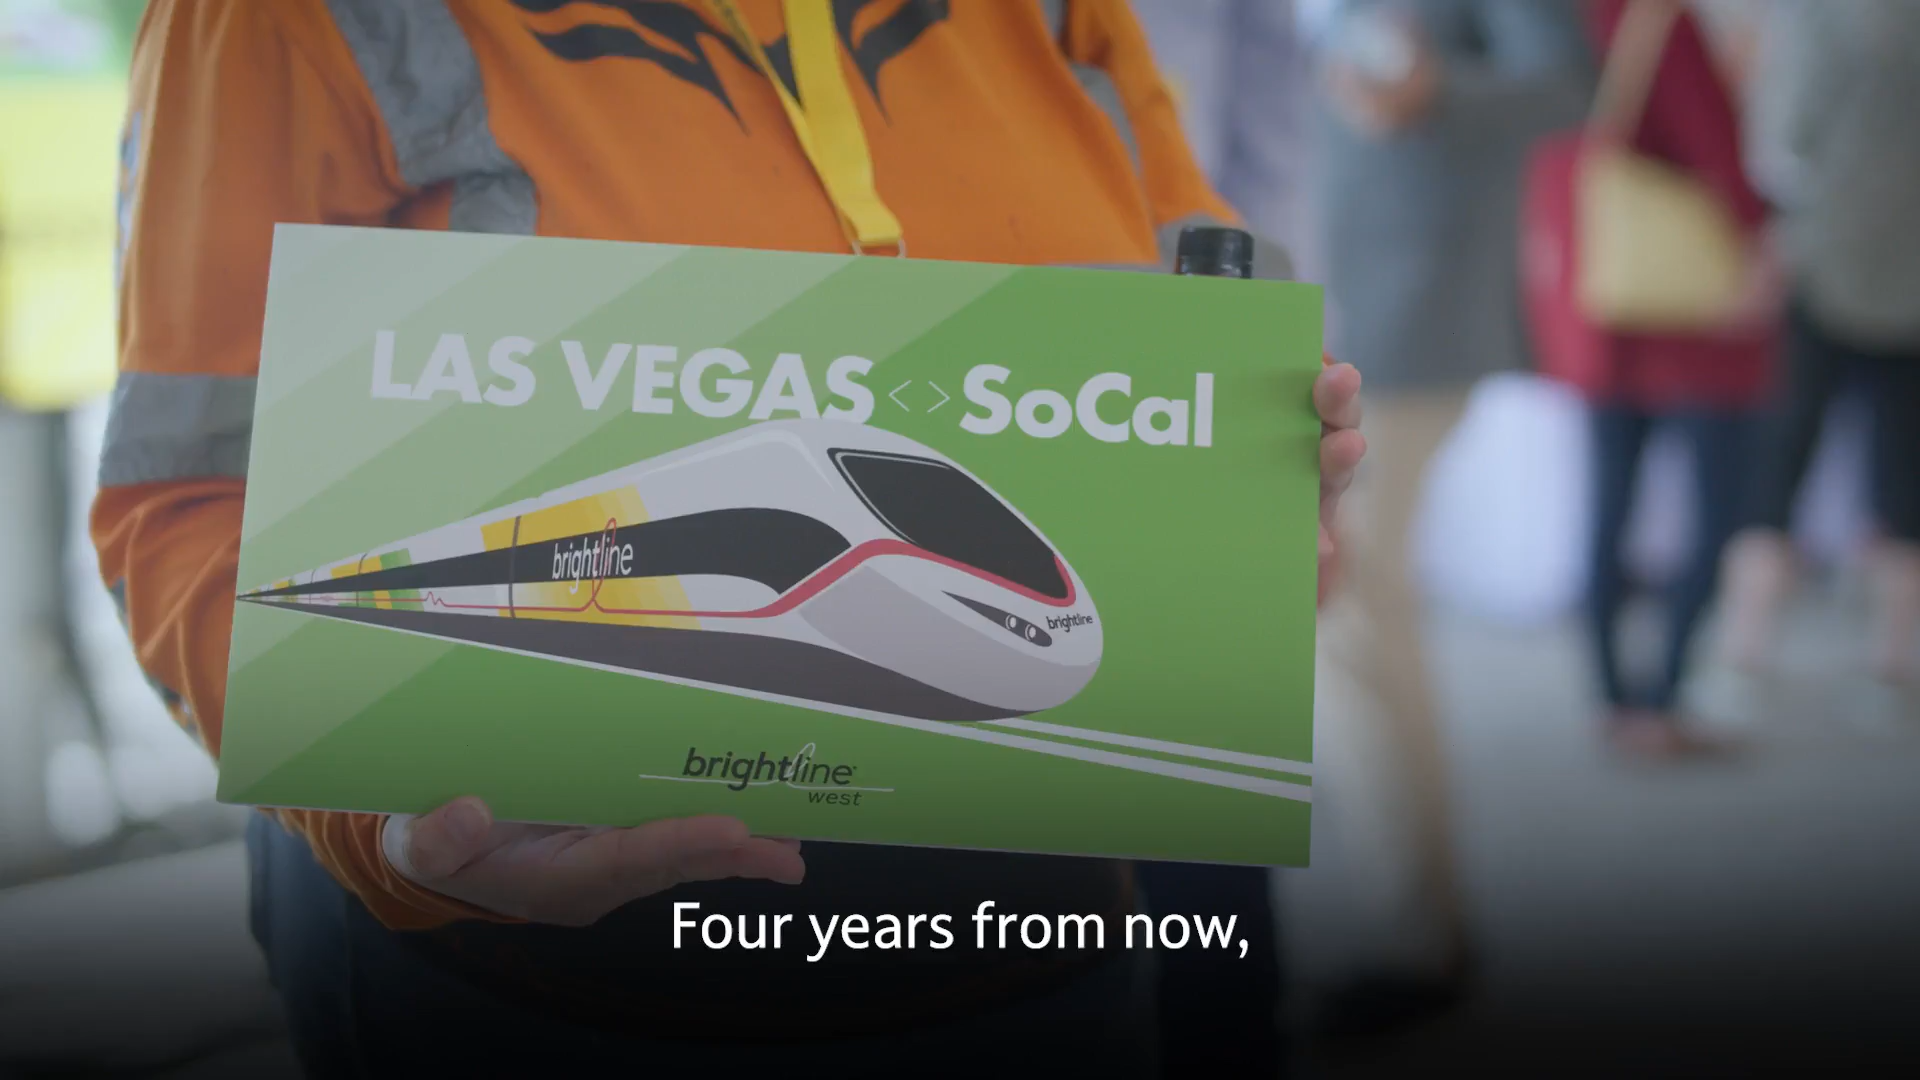 LAS VEGAS <> SoCal
brightline
brightline
brightline
west
Four years from now,